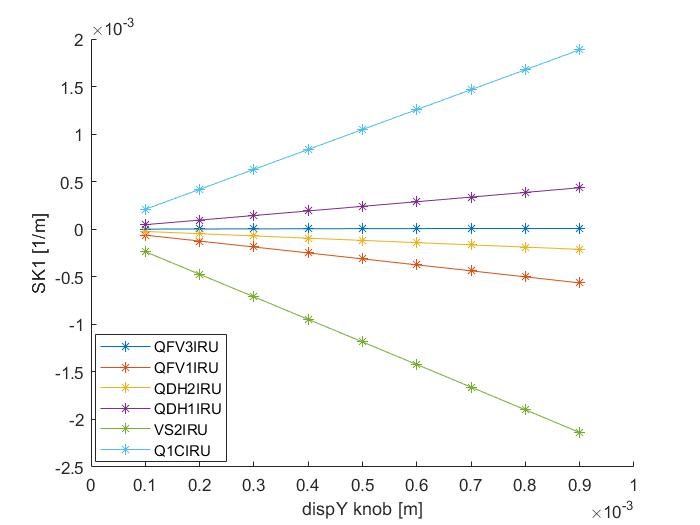 ×10-3
2
1.5
1
0.5
0
-0.5
-1
-1.5
-2
-2.5
SK1 [1/m]
QFV3IRU
QFV1IRU
QDH2IRU
QDH1IRU
VS2IRU
Q1CIRU
0 0.1 0.2 0.3 0.4 0.5 0.6 0.7 0.8 0.9 1
dispY knob [m]
×10-3